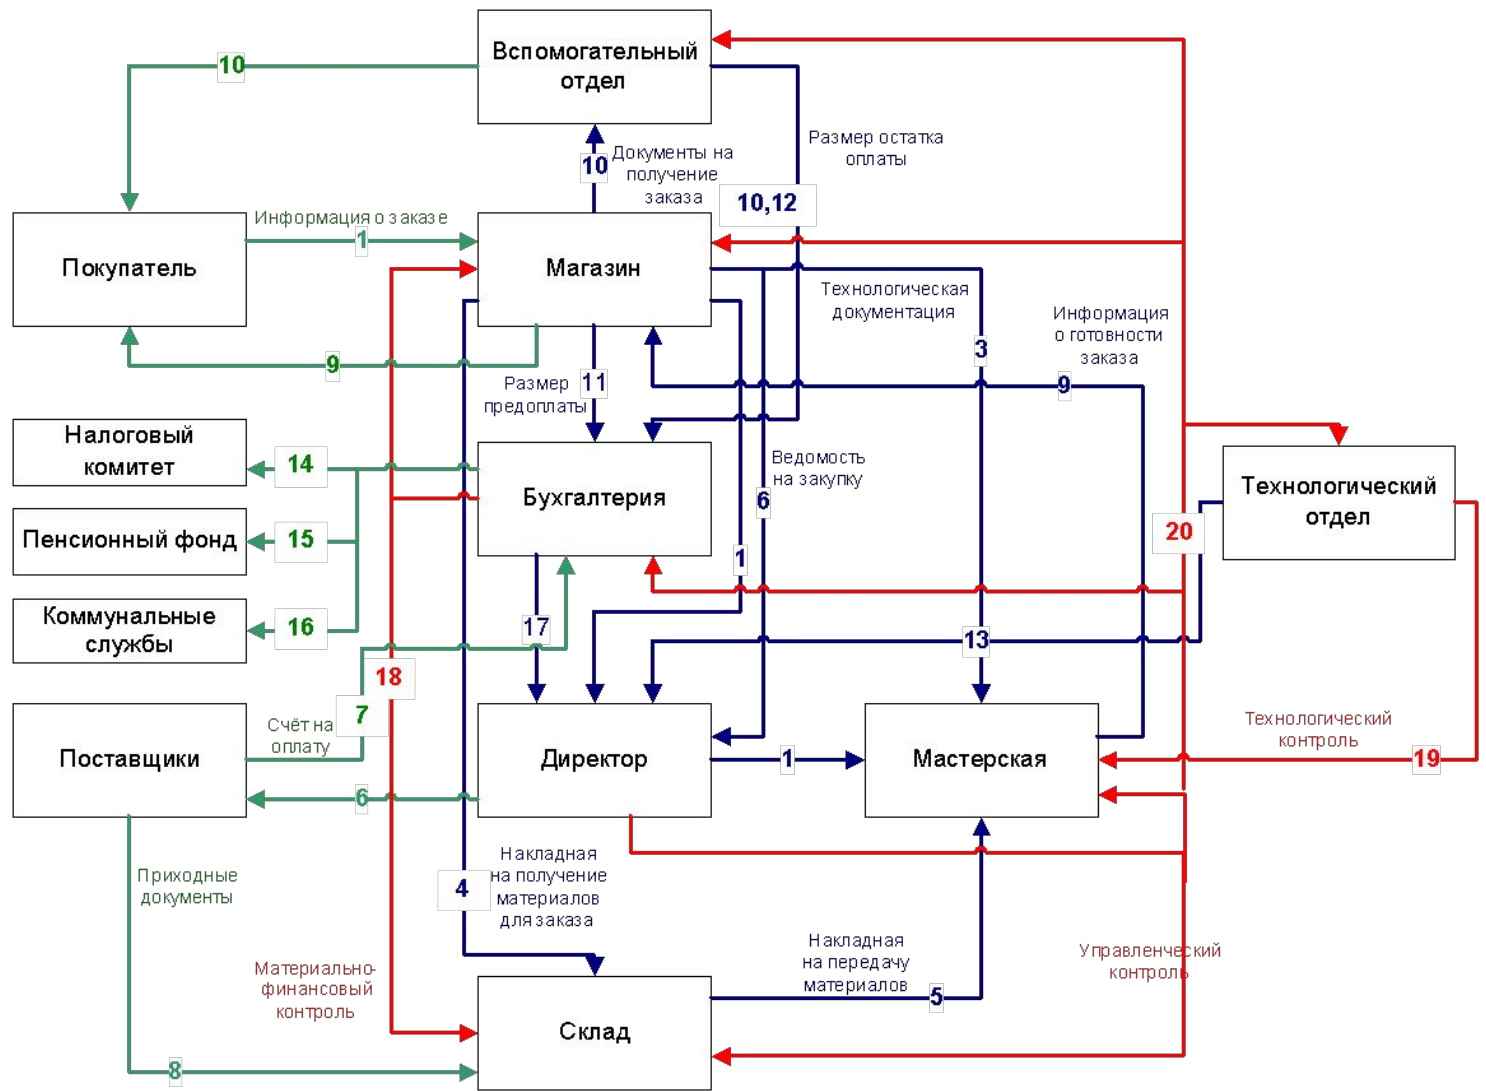 Вспомогательный
отдел
10
Размер остатка
оплаты
10
Документы на
получение
заказа
10,12
Информация о заказе
1
Покупатель
Магазин
Технологическая
документация
Информация
о готовности
заказа
3
9
9
Размер
предоплаты
11
Налоговый
комитет
14
Бухгалтерия
Ведомость
на закупку
6
Технологический
отдел
Пенсионный фонд
15
1
20
Коммунальные
службы
16
17
13
18
7
Счёт на
оплату
Поставщики
Директор
1
Мастерская
Технологический
контроль
19
6
Приходные
документы
4
Накладная
на получение
материалов
для заказа
Накладная
на передачу
материалов
5
Управленческий
контроль
Материально-
финансовый
контроль
Склад
8